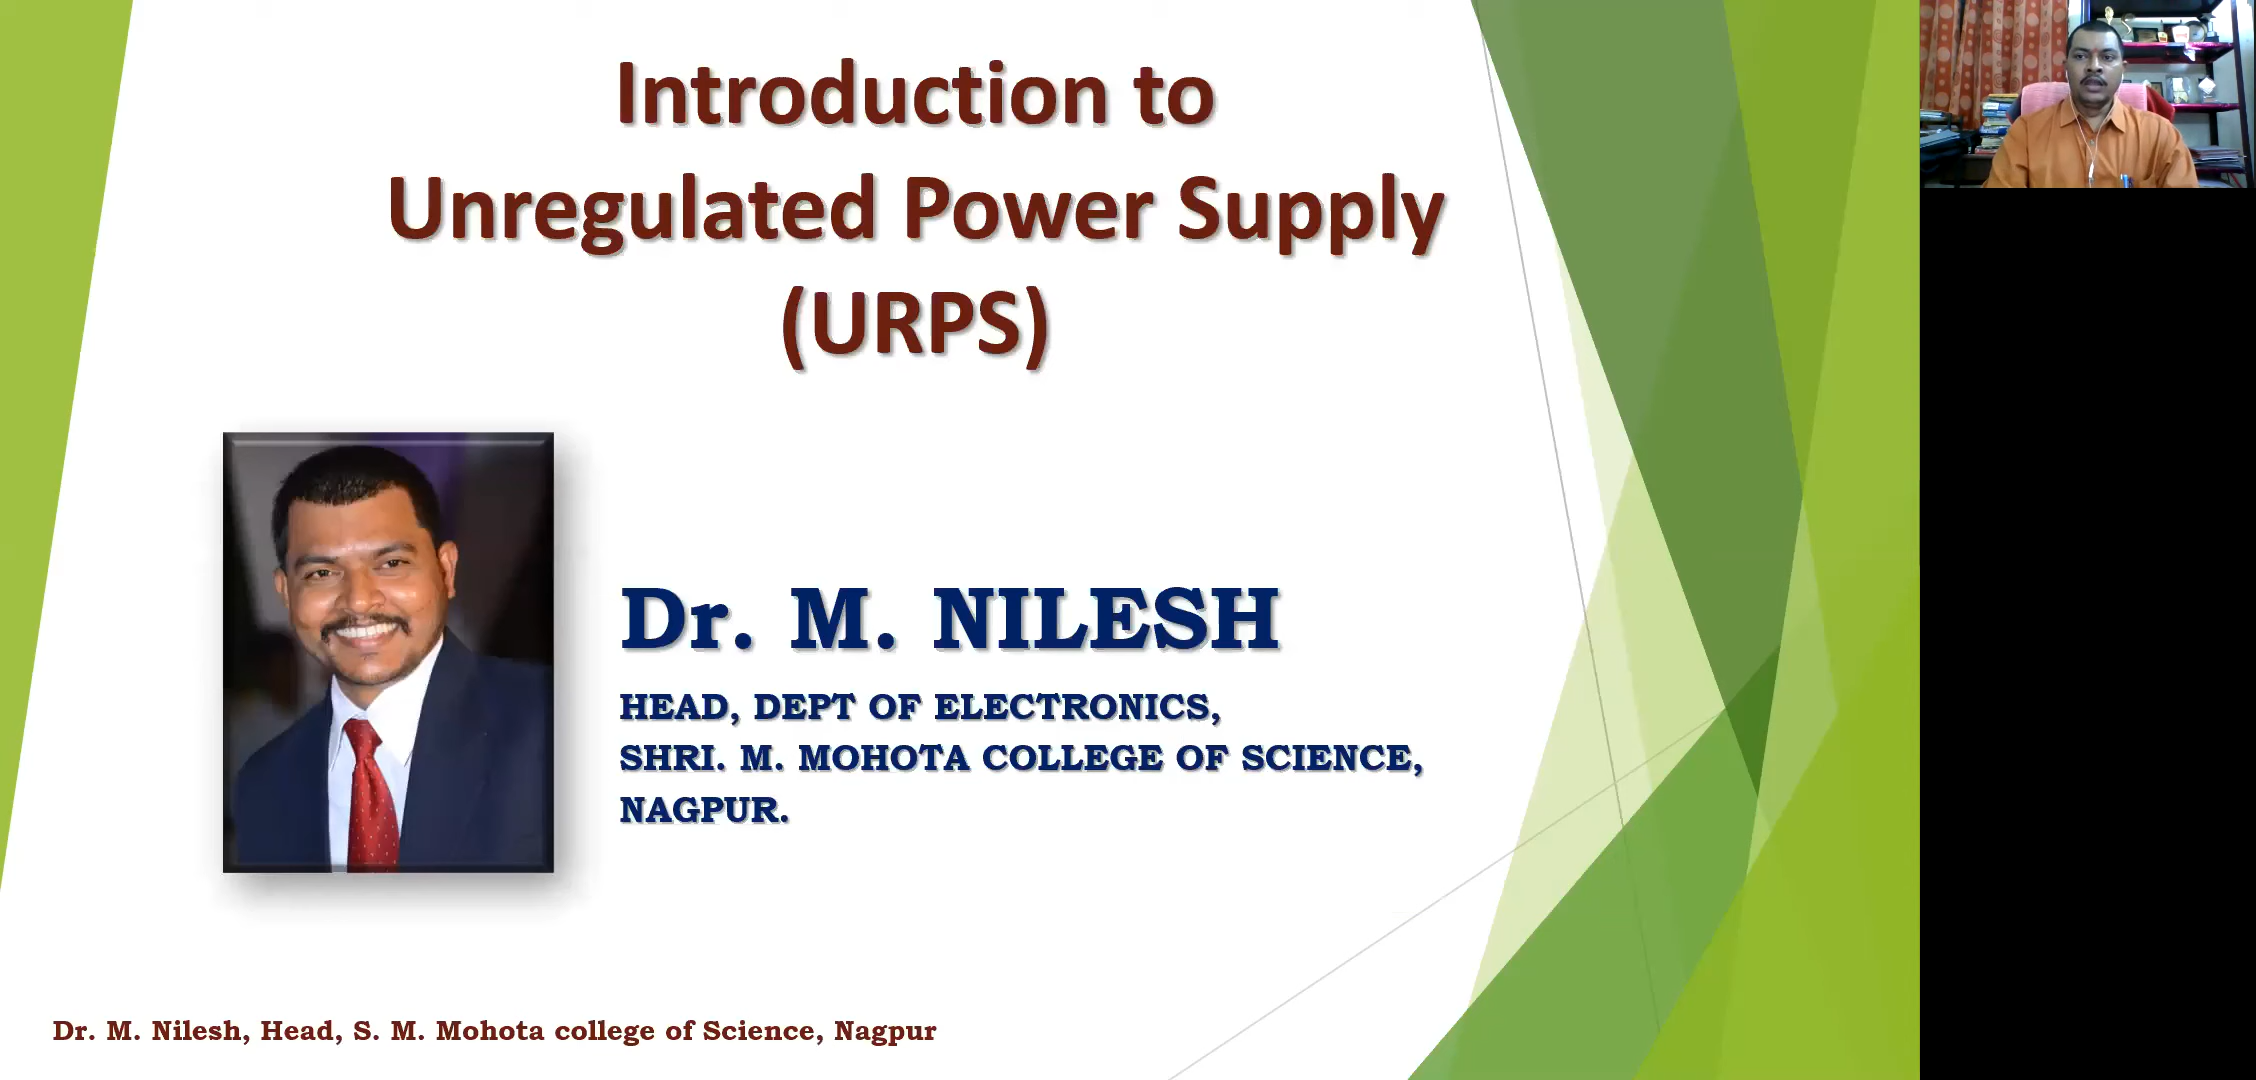 Introduction to
Unregulated Power Supply
(URPS)
Dr. M. NILESH
HEAD, DEPT OF ELECTRONICS,
SHRI. M. MOHOTA COLLEGE OF SCIENCE,
NAGPUR.
Dr. M. Nilesh, Head, S. M. Mohota college of Science, Nagpur